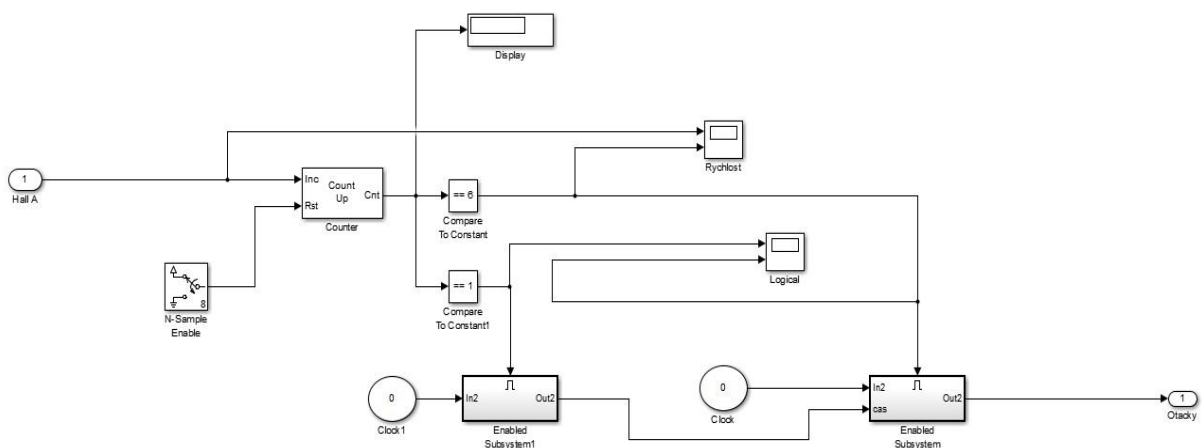 Display
Rychlost
1
Hall A
Inc
Rst
Count
Up
Cnt
Counter
== 6
Compare
To Constant
Logical
8
N-Sample
Enable
== 1
Compare
To Constant1
0
Clock1
In2
Out2
Enabled
Subsystem1
0
Clock
In2
cas
Out2
Enabled
Subsystem
1
Otacky